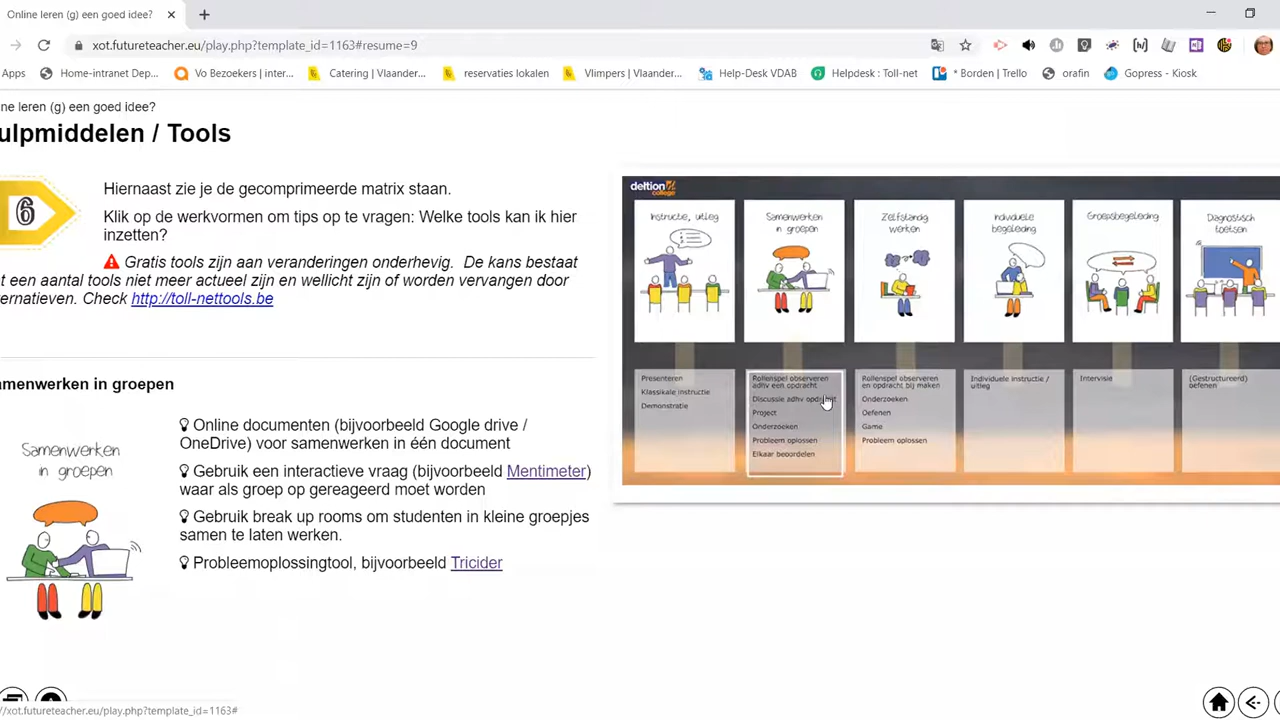 Online leren (g) een goed idee?
xot.futureteacher.eu/play.php?template_id=1163#resume=9
Apps Home-intranet Dep... Vo Bezoekers | inter... Catering | Vlaander... reservaties lokalen Vlimpers | Vlaander... Help-Desk VDAB Helpdesk : Toll-net * Borden | Trello orafin Gopress - Kiosk
ne leren (g) een goed idee?
ulpmiddelen / Tools
6
Hiernaast zie je de gecomprimeerde matrix staan.
Klik op de werkvormen om tips op te vragen: Welke tools kan ik hier
inzetten?
Gratis tools zijn aan veranderingen onderhevig. De kans bestaat
t een aantal tools niet meer actueel zijn en wellicht zijn of worden vervangen door
ernatieven. Check http://toll-nettools.be
menwerken in groepen
Samenwerken
in groepen
Online documenten (bijvoorbeeld Google drive /
OneDrive) voor samenwerken in één document
Gebruik een interactieve vraag (bijvoorbeeld Mentimeter)
waar als groep op gereageerd moet worden
Gebruik break up rooms om studenten in kleine groepjes
samen te laten werken.
Probleemoplossingtool, bijvoorbeeld Tricider
deltion
college
Instructie, uitleg
Samenwerken
in groepen
Zelfstandig
werken
Individuele
begeleiding
Groepsbegeleiding
Diagnostisch
toetsen
Presenteren
Klassikale instructie
Demonstratie
Rollenspel observeren
adhv een opdracht
Discussie adhv opdracht
Project
Onderzoeken
Probleem oplossen
Elkaar beoordelen
Rollenspel observeren
en opdracht bij maken
Onderzoeken
Oefenen
Game
Probleem oplossen
Individuele instructie /
uitleg
Intervisie
(Gestructureerd)
oefenen
//xot.futureteacher.eu/play.php?template_id=1163#